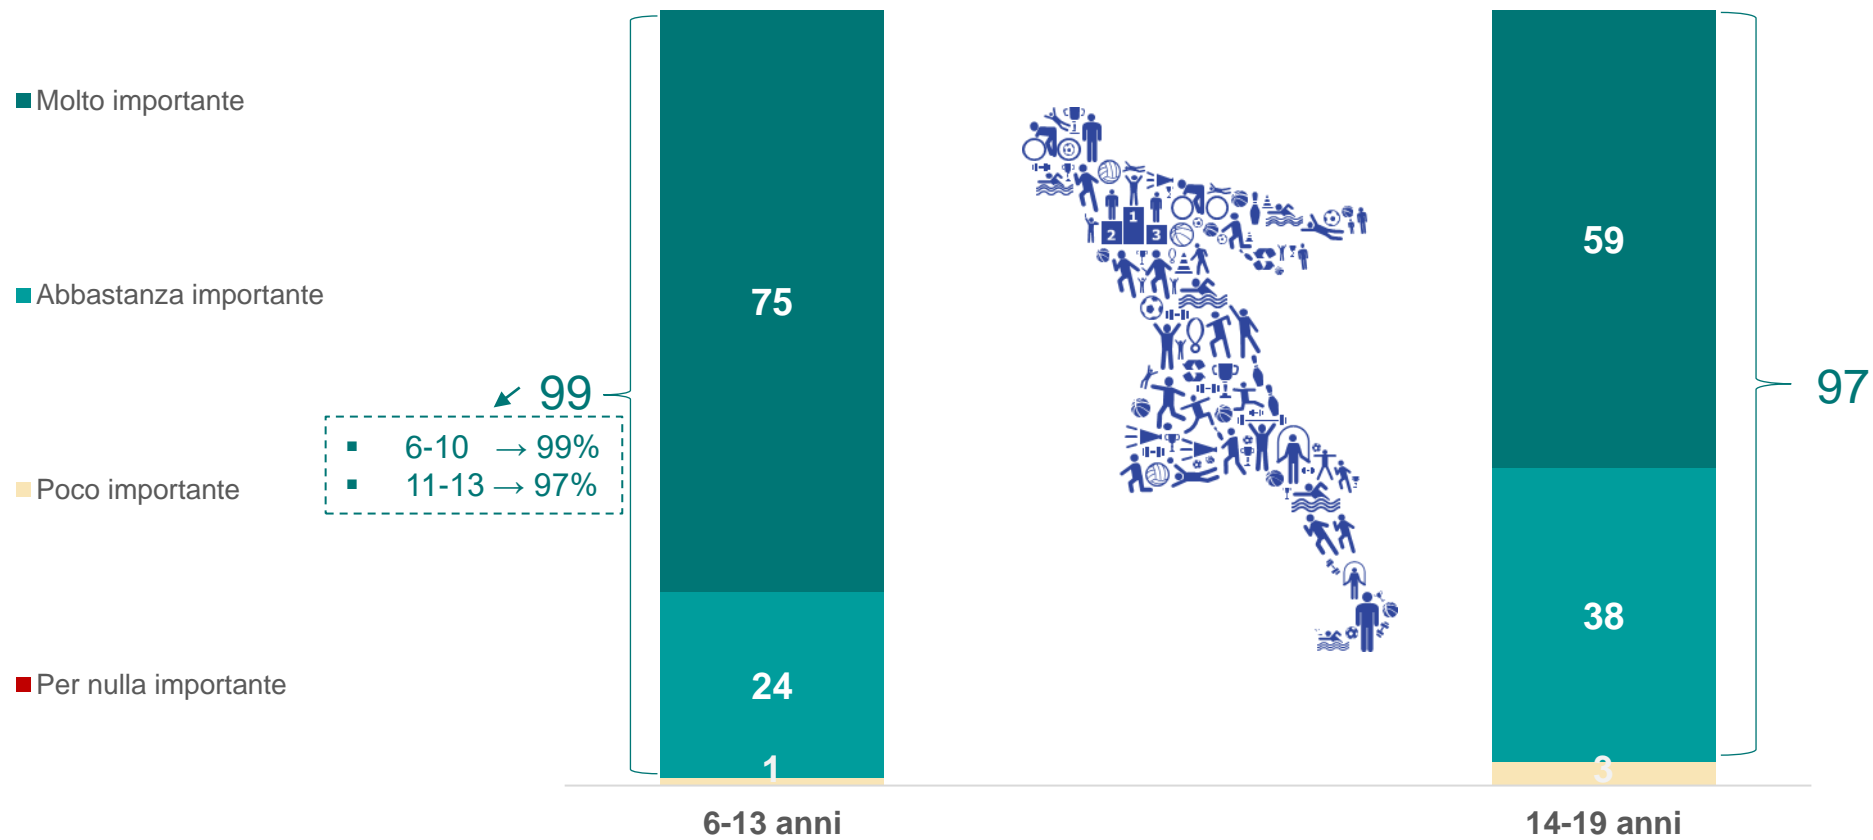 Molto importante
Abbastanza importante
Poco importante
Per nulla importante
99
▪ 6-10 → 99%
▪ 11-13 → 97%
75
24
1
6-13 anni
1
2
3
59
38
3
14-19 anni
97